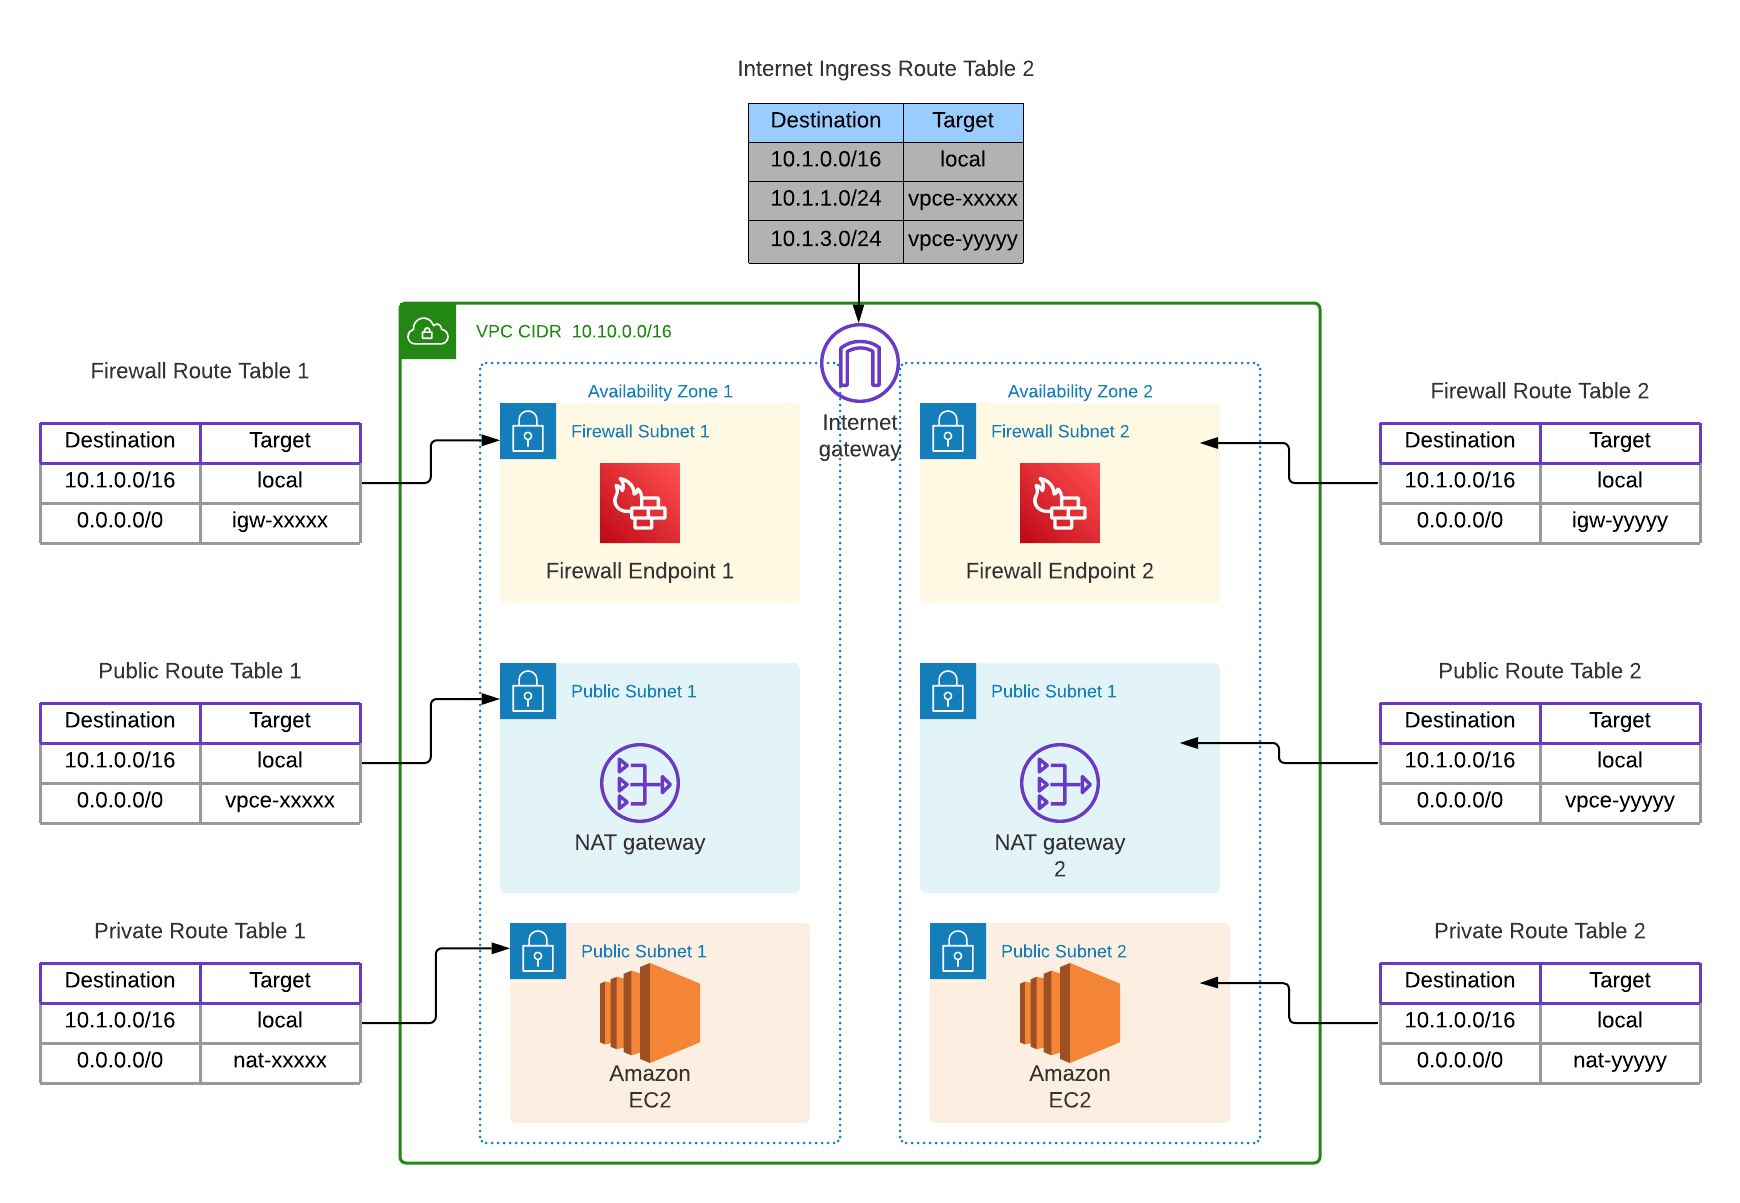 Internet Ingress Route Table 2
Destination Target
10.1.0.0/16 local
10.1.1.0/24 vpce-xxxxx
10.1.3.0/24 vpce-yyyyy
VPC CIDR 10.10.0.0/16
Internet
gateway
Firewall Route Table 1
Destination Target
10.1.0.0/16 local
0.0.0.0/0 igw-xxxxx
Availability Zone 1
Firewall Subnet 1
Firewall Endpoint 1
Availability Zone 2
Firewall Subnet 2
Firewall Endpoint 2
Firewall Route Table 2
Destination Target
10.1.0.0/16 local
0.0.0.0/0 igw-yyyyy
Public Route Table 1
Destination Target
10.1.0.0/16 local
0.0.0.0/0 vpce-xxxxx
Public Subnet 1
NAT gateway
Public Subnet 1
NAT gateway
2
Public Route Table 2
Destination Target
10.1.0.0/16 local
0.0.0.0/0 vpce-yyyyy
Private Route Table 1
Destination Target
10.1.0.0/16 local
0.0.0.0/0 nat-xxxxx
Public Subnet 1
Amazon
EC2
Public Subnet 2
Amazon
EC2
Private Route Table 2
Destination Target
10.1.0.0/16 local
0.0.0.0/0 nat-yyyyy